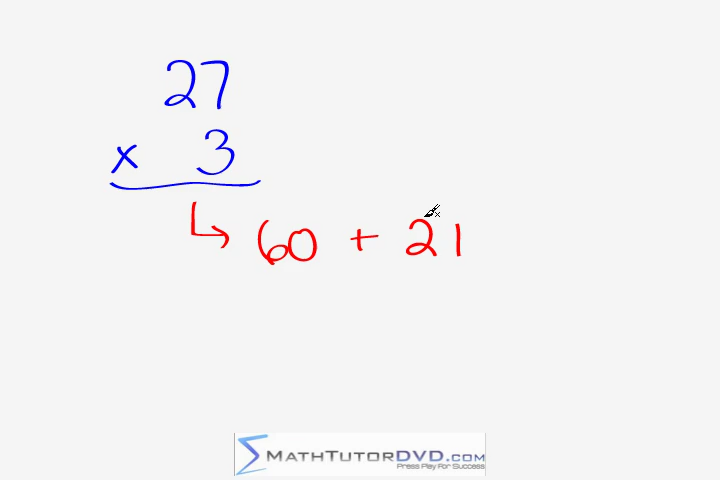 27
x 3
60 + 21
MATHTUTORDVD.COM
Press Play For Success